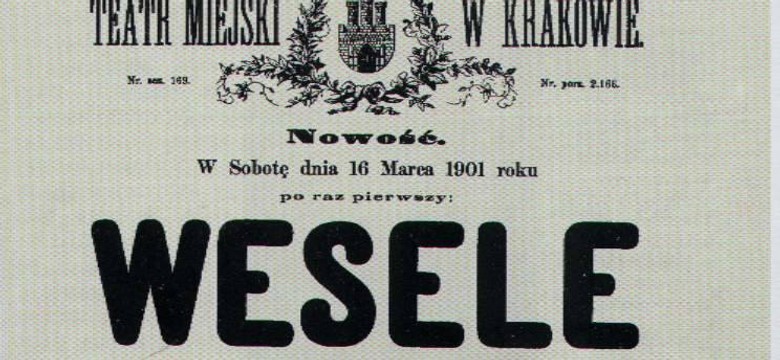 TEATR MIEJSKI W KRAKOWIE.
Nr. sez. 169. Nr. porz. 2.166.
Nowość.
W Sobotę dnia 16 Marca 1901 roku
po raz pierwszy:
WESELE